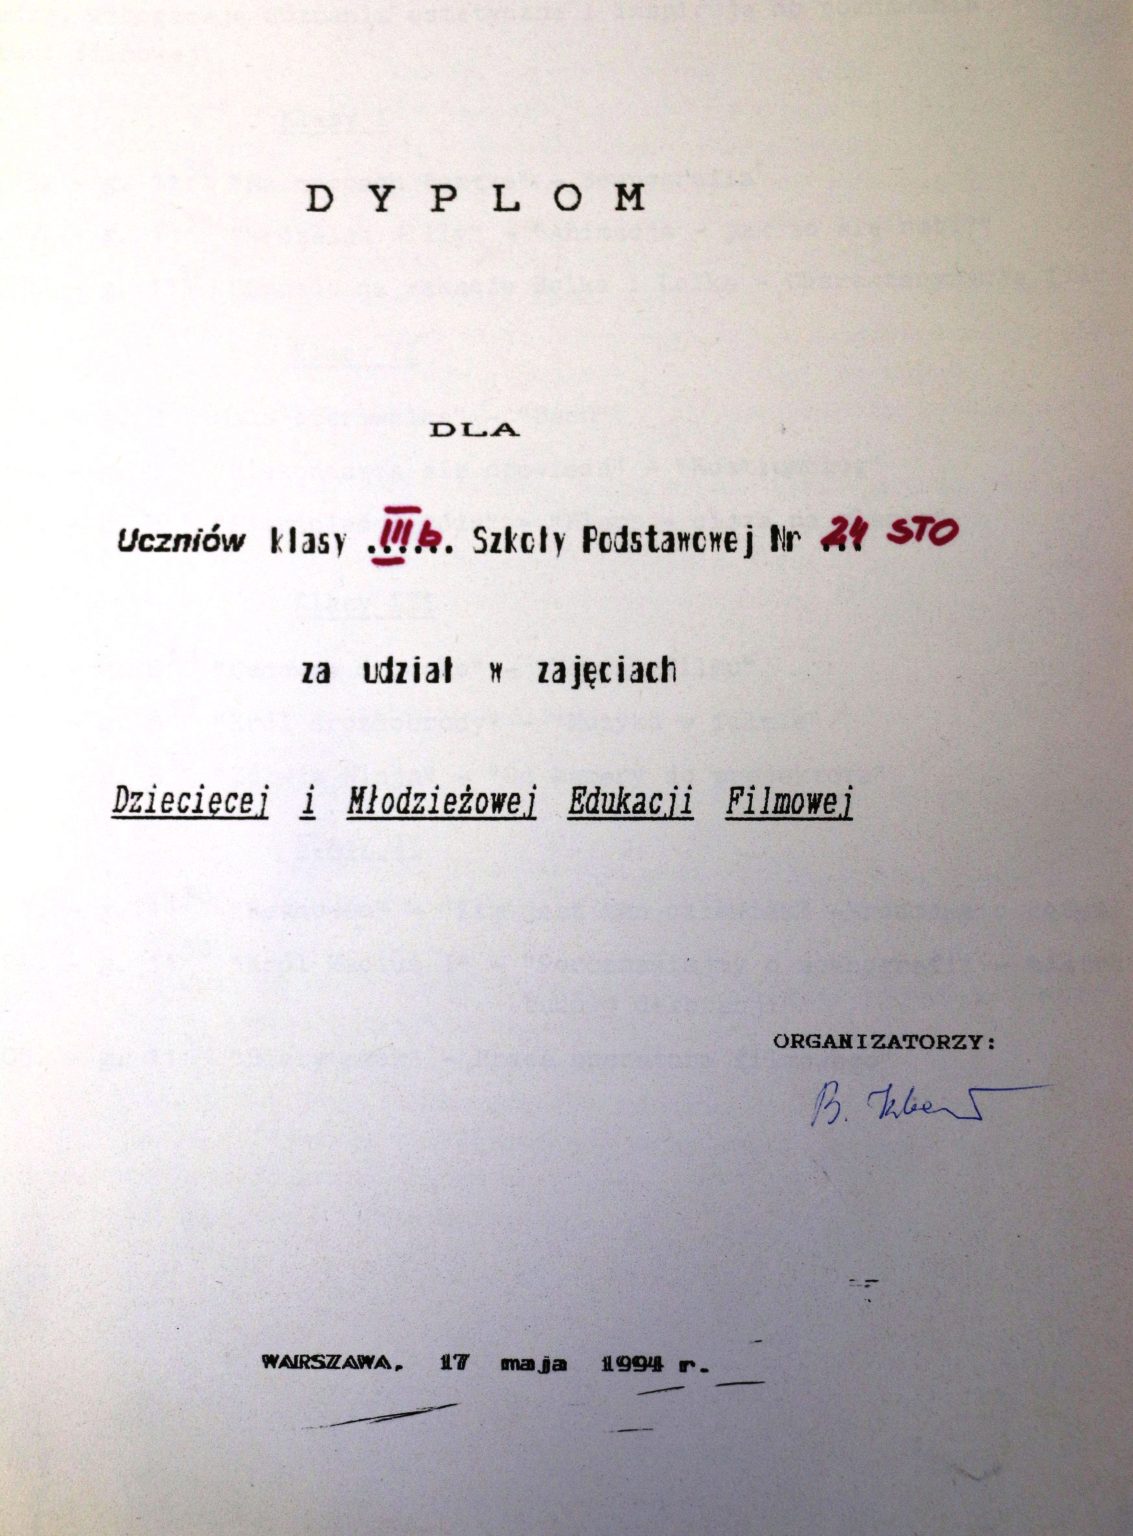 DYPLOM
DLA
Uczniów klasy IIIb. Szkoły Podstawowej Nr 24 STO
za udział w zajęciach
Dziecięcej i Młodzieżowej Edukacji Filmowej
ORGANIZATORZY:
B.
WARSZAWA, 17 maja 1994 r.